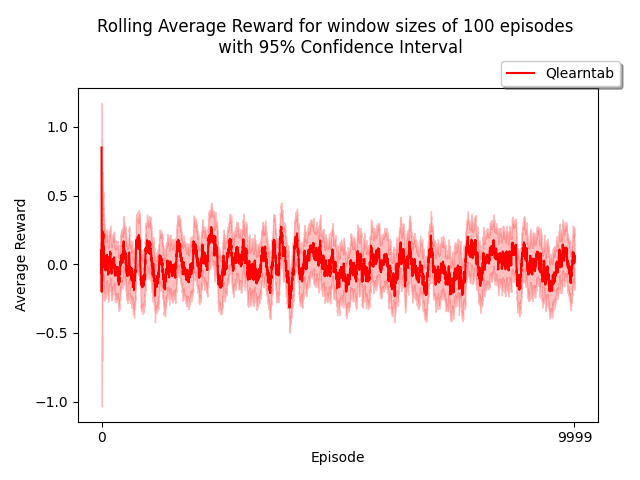 Rolling Average Reward for window sizes of 100 episodes
with 95% Confidence Interval
Qlearntab
1.0
0.5
0.0
−0.5
−1.0
Average Reward
0 9999
Episode